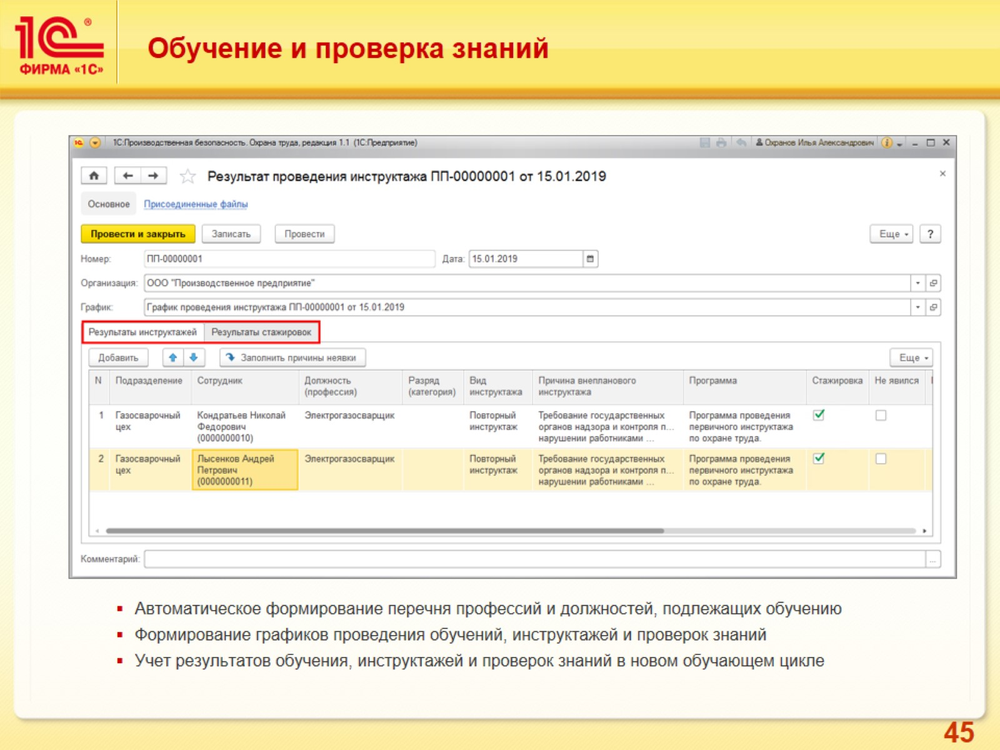 1С ®
ФИРМА «1С»
Обучение и проверка знаний
1С:Производственная безопасность. Охрана труда, редакция 1.1 (1С:Предприятие)
Охранов Илья Александрович
Результат проведения инструктажа ПП-00000001 от 15.01.2019
Основное Присоединенные файлы
Провести и закрыть Записать Провести Еще ?
Номер: ПП-00000001 Дата: 15.01.2019
Организация: ООО "Производственное предприятие"
График: График проведения инструктажа ПП-00000001 от 15.01.2019
Результаты инструктажей Результаты стажировок
Добавить Заполнить причины неявки Еще
N Подразделение Сотрудник Должность Разряд Вид Причина внепланового Программа Стажировка Не явился
(профессия) (категория) инструктажа инструктажа
1 Газосварочный Кондратьев Николай Электрогазосварщик Повторный Требование государственных Программа проведения
цех Федорович инструктаж органов надзора и контроля п... первичного инструктажа
(0000000010) нарушении работниками ... по охране труда.
2 Газосварочный Лысенков Андрей Электрогазосварщик Повторный Требование государственных Программа проведения
цех Петрович инструктаж органов надзора и контроля п... первичного инструктажа
(0000000011) нарушении работниками ... по охране труда.
Комментарий: ...
▪ Автоматическое формирование перечня профессий и должностей, подлежащих обучению
▪ Формирование графиков проведения обучений, инструктажей и проверок знаний
▪ Учет результатов обучения, инструктажей и проверок знаний в новом обучающем цикле
45